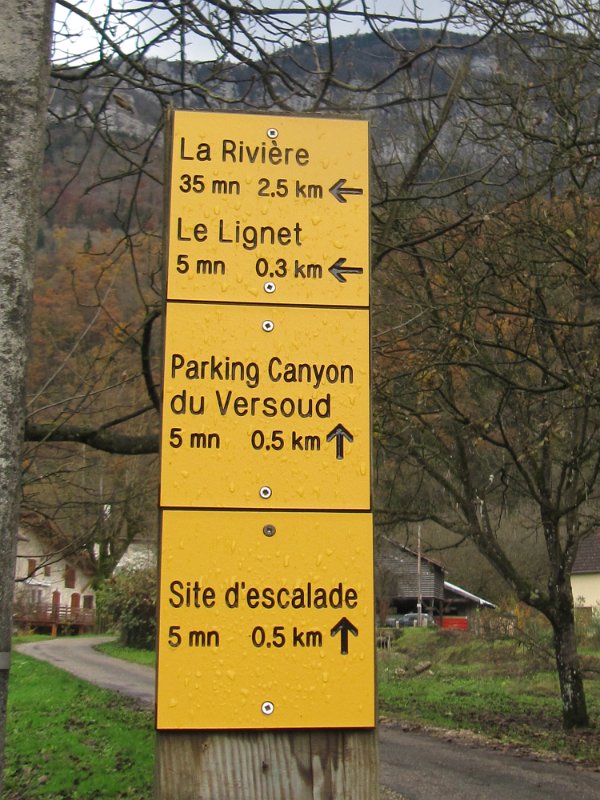 La Rivière
35 mn 2.5 km ←
Le Lignet
5 mn 0.3 km ←
Parking Canyon
du Versoud
5 mn 0.5 km ↑
Site d'escalade
5 mn 0.5 km ↑